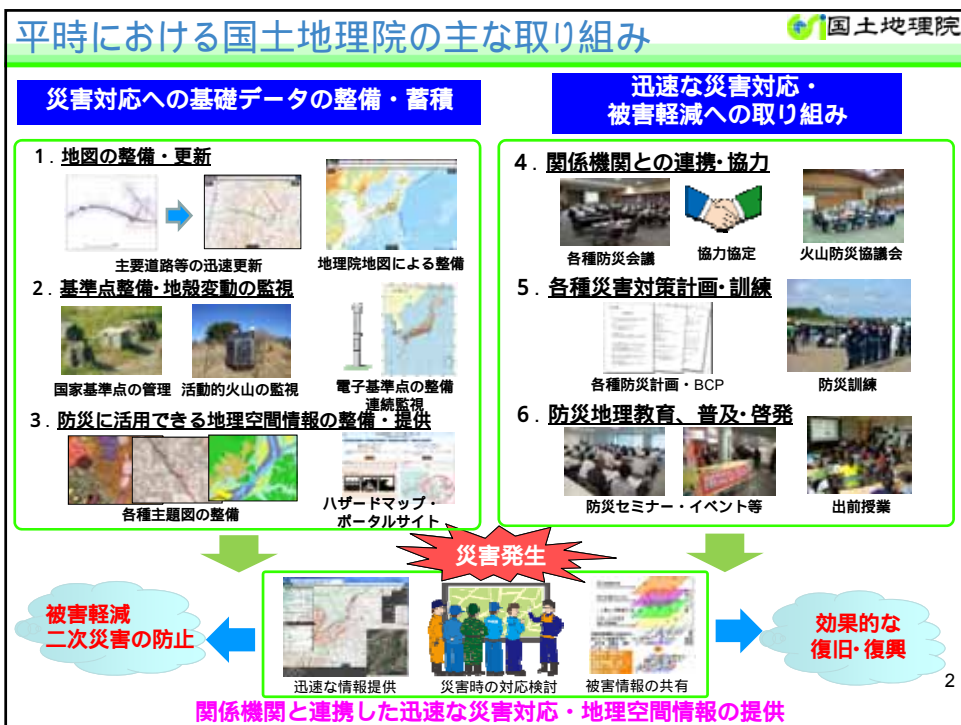 平時における国土地理院の主な取り組み
国土地理院
災害対応への基礎データの整備・蓄積
１．地図の整備・更新
主要道路等の迅速更新
地理院地図による整備
２．基準点整備・地殻変動の監視
国家基準点の管理
活動的火山の監視
電子基準点の整備
連続監視
３．防災に活用できる地理空間情報の整備・提供
各種主題図の整備
ハザードマップ・
ポータルサイト
迅速な災害対応・
被害軽減への取り組み
４．関係機関との連携・協力
各種防災会議
協力協定
火山防災協議会
５．各種災害対策計画・訓練
各種防災計画・BCP
防災訓練
６．防災地理教育、普及・啓発
防災セミナー・イベント等
出前授業
災害発生
被害軽減
二次災害の防止
迅速な情報提供
災害時の対応検討
被害情報の共有
効果的な
復旧・復興
関係機関と連携した迅速な災害対応・地理空間情報の提供
2